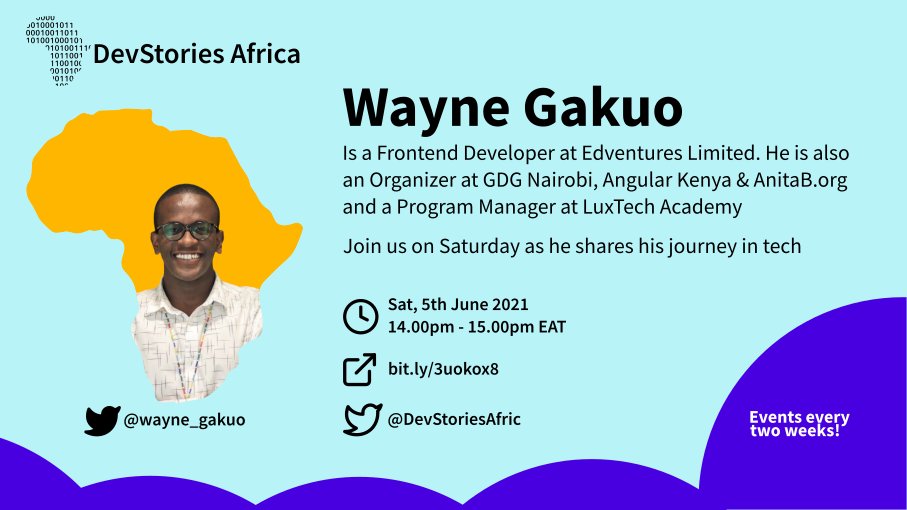 DevStories Africa
Wayne Gakuo
Is a Frontend Developer at Edventures Limited. He is also
an Organizer at GDG Nairobi, Angular Kenya & AnitaB.org
and a Program Manager at LuxTech Academy
Join us on Saturday as he shares his journey in tech
Sat, 5th June 2021
14.00pm - 15.00pm EAT
bit.ly/3uokox8
@wayne_gakuo
@DevStoriesAfric
Events every
two weeks!